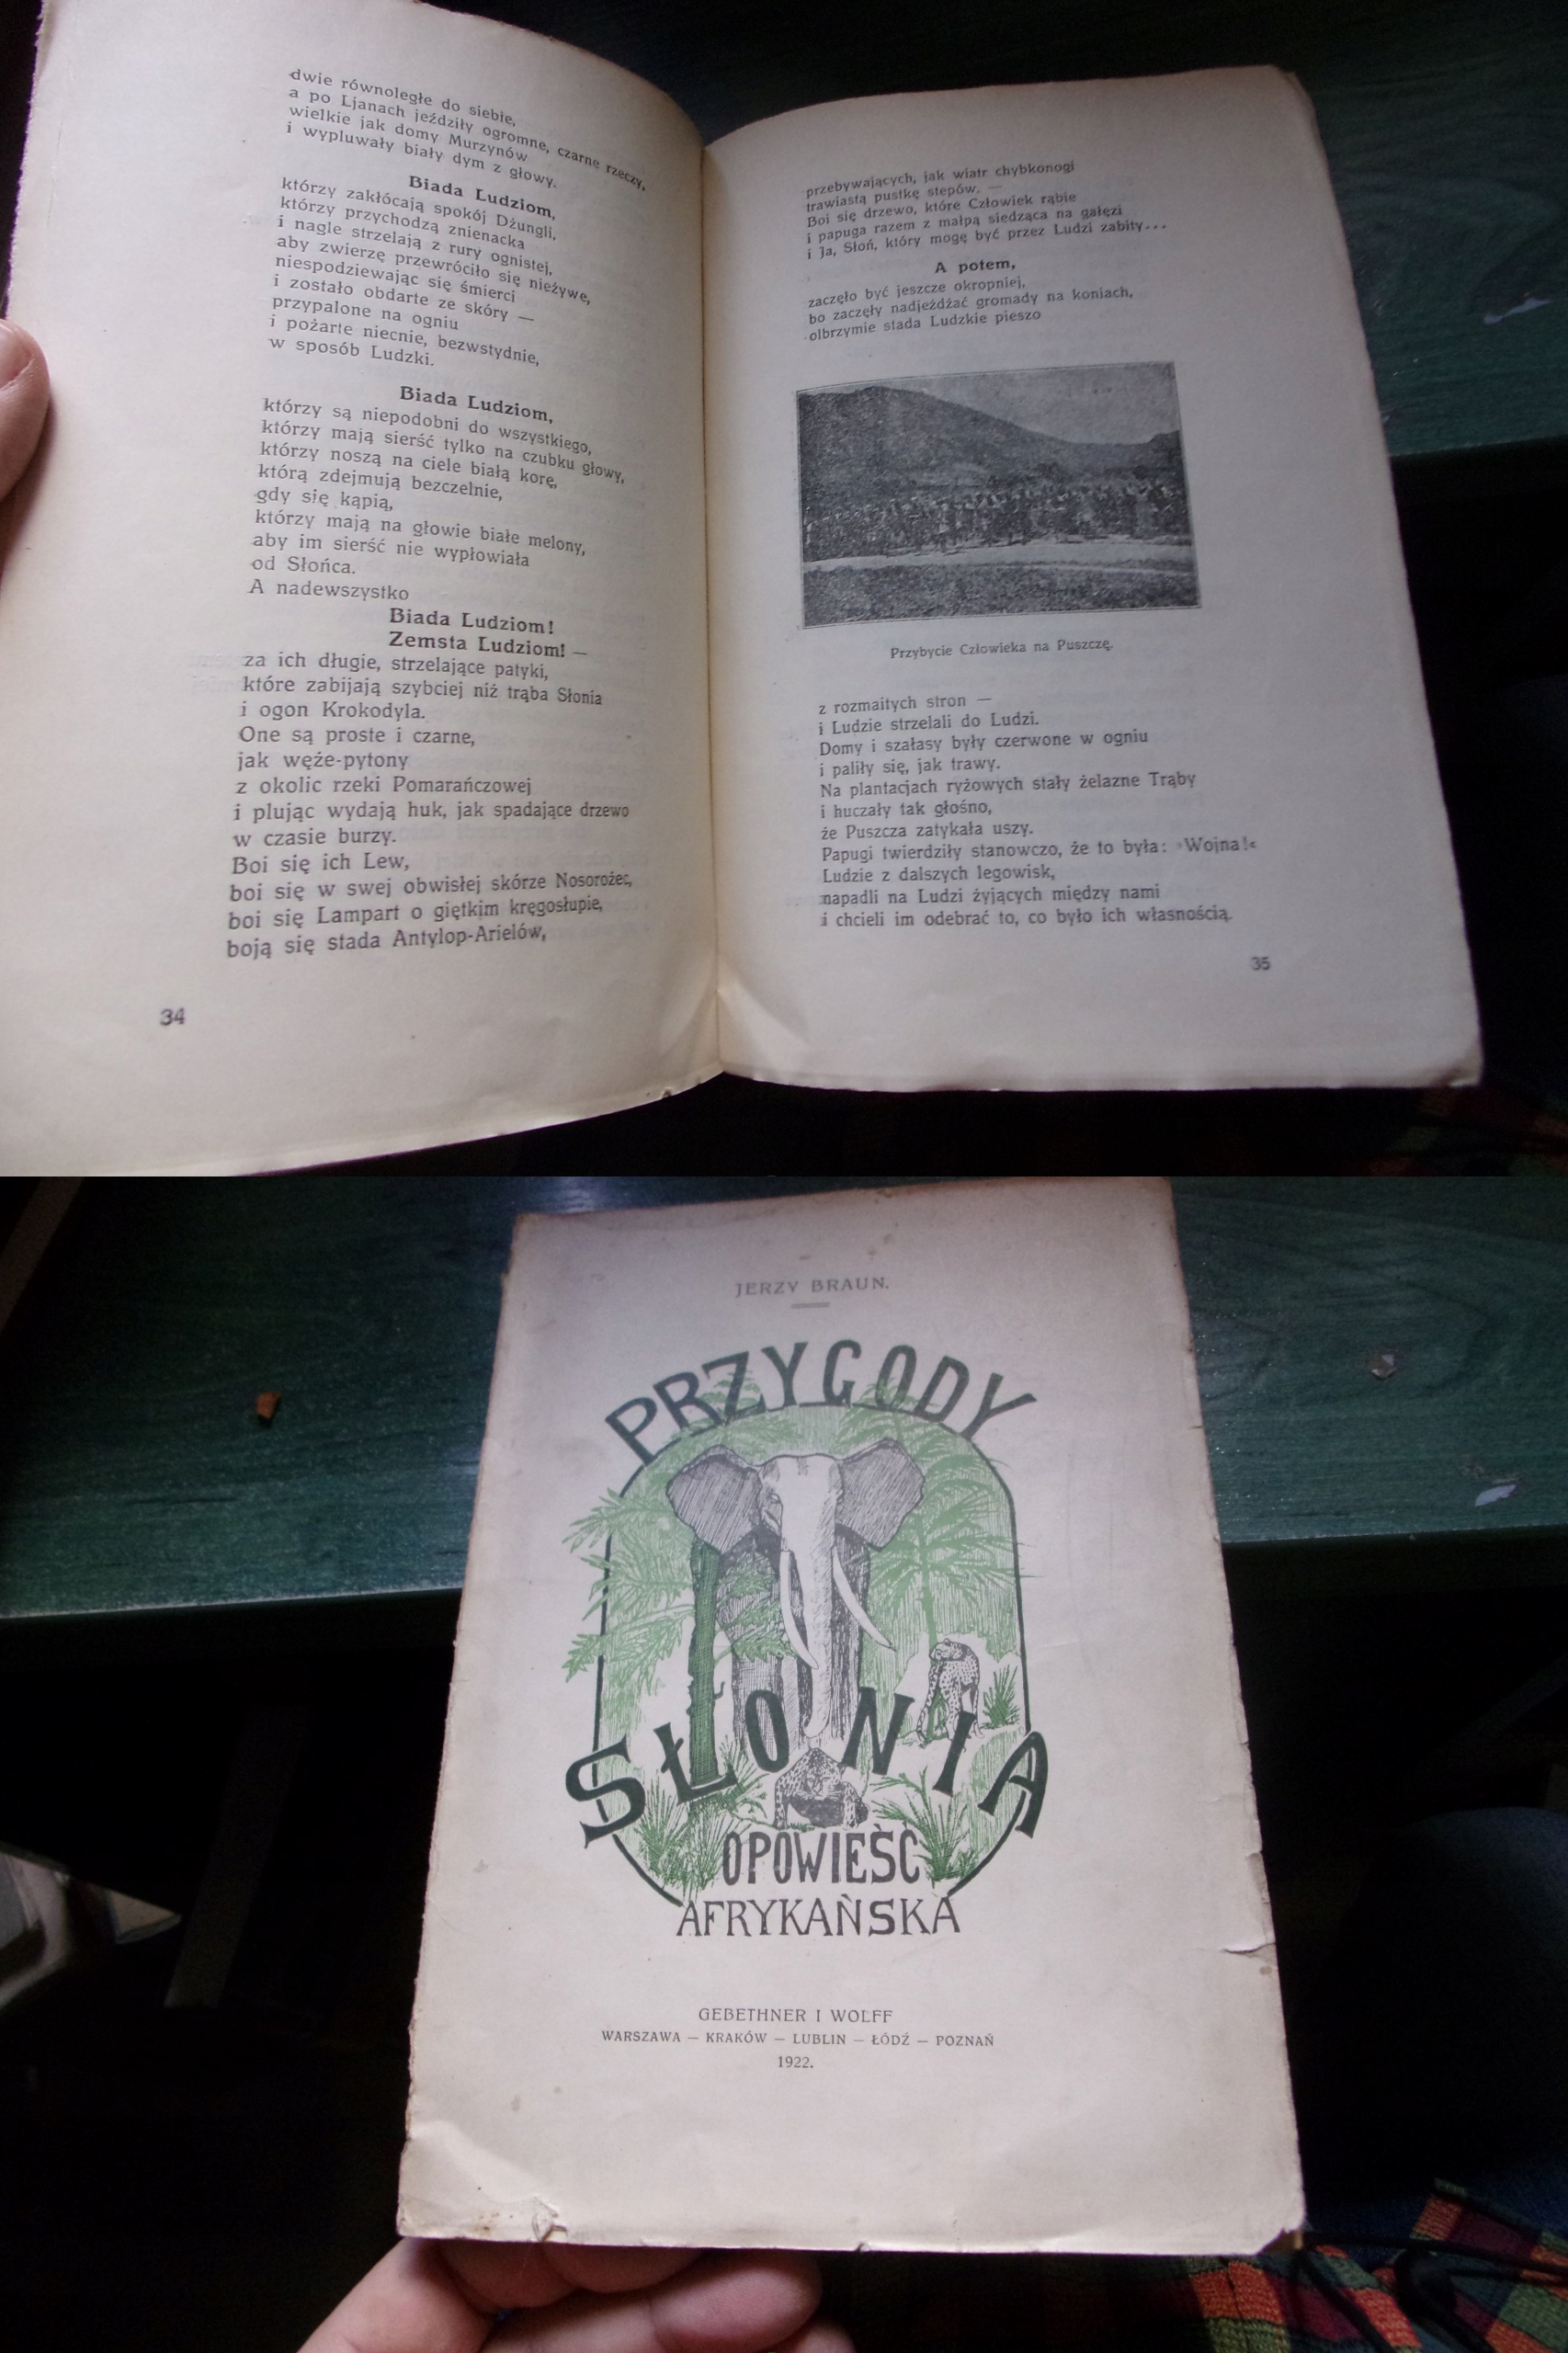 dwie równoległe do siebie,
a po Ljanach jeździły ogromne, czarne rzeczy,
wielkie jak domy Murzynów
i wypluwały biały dym z głowy.
Biada Ludziom,
którzy zakłócają spokój Dżungli,
którzy przychodzą znienacka
i nagle strzelają z rury ognistej,
aby zwierzę przewróciło się nieżywe,
niespodziewając się śmierci
i zostało obdarte ze skóry —
przypalone na ogniu
i pożarte niecnie, bezwstydnie,
w sposób Ludzki.
Biada Ludziom,
którzy są niepodobni do wszystkiego,
którzy mają sierść tylko na czubku głowy,
którzy noszą na ciele białą korę,
którą zdejmują bezczelnie,
gdy się kąpią,
którzy mają na głowie białe melony,
aby im sierść nie wypłowiała
od Słońca.
A nadewszystko
Biada Ludziom!
Zemsta Ludziom! —
za ich długie, strzelające patyki,
które zabijają szybciej niż trąba Słonia
i ogon Krokodyla.
One są proste i czarne,
jak węże-pytony
z okolic rzeki Pomarańczowej
i plując wydają huk, jak spadające drzewo
w czasie burzy.
Boi się ich Lew,
boi się w swej obwisłej skórze Nosorożec,
boi się Lampart o giętkim kręgosłupie,
boją się stada Antylop-Arielów,
34
przebywających, jak wiatr chybkonogi
trawiastą pustkę stepów. —
Boi się drzewo, które Człowiek rąbie
i papuga razem z małpą siedząca na gałęzi
i Ja, Słoń, który mogę być przez Ludzi zabity...
A potem,
zaczęło być jeszcze okropniej,
bo zaczęły nadjeżdżać gromady na koniach,
olbrzymie stada Ludzkie pieszo
Przybycie Człowieka na Puszczę.
z rozmaitych stron —
i Ludzie strzelali do Ludzi.
Domy i szałasy były czerwone w ogniu
i paliły się, jak trawy.
Na plantacjach ryżowych stały żelazne Trąby
i huczały tak głośno,
że Puszcza zatykała uszy.
Papugi twierdziły stanowczo, że to była: »Wojna!«
Ludzie z dalszych legowisk,
napadli na Ludzi żyjących między nami
i chcieli im odebrać to, co było ich własnością.
35
JERZY BRAUN.
PRZYGODY
SŁONIA
OPOWIEŚĆ
AFRYKAŃSKA
GEBETHNER I WOLFF
WARSZAWA — KRAKÓW — LUBLIN — ŁÓDŹ — POZNAŃ
1922.